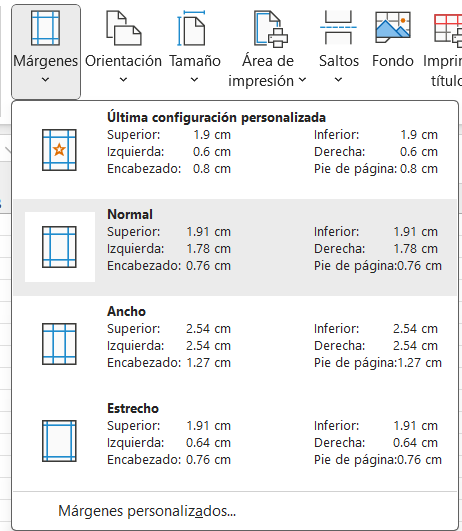 Márgenes Orientación Tamaño Área de impresión Saltos Fondo Imprim título
Última configuración personalizada
Superior: 1.9 cm Inferior: 1.9 cm
Izquierda: 0.6 cm Derecha: 0.6 cm
Encabezado: 0.8 cm Pie de página: 0.8 cm
Normal
Superior: 1.91 cm Inferior: 1.91 cm
Izquierda: 1.78 cm Derecha: 1.78 cm
Encabezado: 0.76 cm Pie de página:0.76 cm
Ancho
Superior: 2.54 cm Inferior: 2.54 cm
Izquierda: 2.54 cm Derecha: 2.54 cm
Encabezado: 1.27 cm Pie de página:1.27 cm
Estrecho
Superior: 1.91 cm Inferior: 1.91 cm
Izquierda: 0.64 cm Derecha: 0.64 cm
Encabezado: 0.76 cm Pie de página:0.76 cm
Márgenes personalizados...